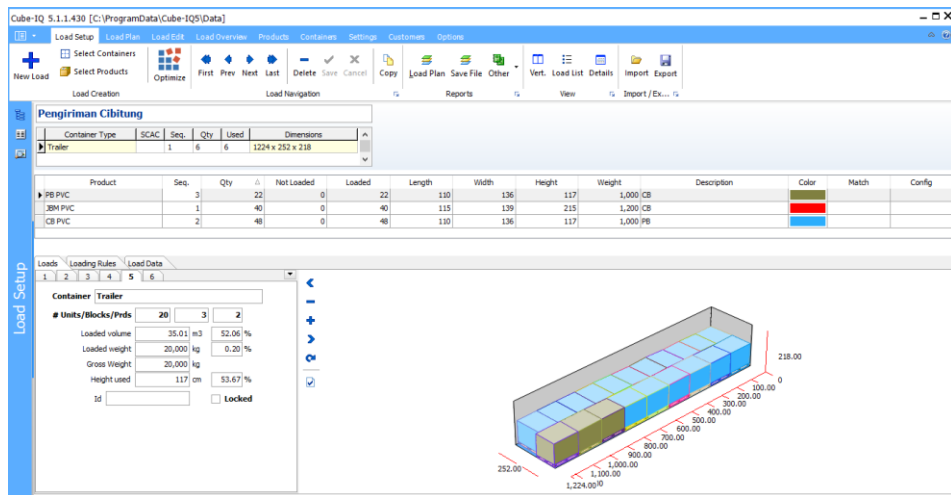 Cube-IQ 5.1.1.430 [C:\ProgramData\Cube-IQ5\Data]
Load Setup Load Plan Load Edit Load Overview Products Containers Settings Customers Options
New Load Select Containers Select Products Optimize First Prev Next Last Delete Save Cancel Copy Load Plan Save File Other Vert. Load List Details Import Export
Load Creation Load Navigation Reports View Import / Ex...
Pengiriman Cibitung
Container Type SCAC Seq. Qty Used Dimensions
Trailer 1 6 6 1224 x 252 x 218
Product Seq. Qty Not Loaded Loaded Length Width Height Weight Description Color Match Config
PB PVC 3 22 0 22 110 136 117 1,000 CB
JBM PVC 1 40 0 40 115 139 215 1,200 CB
CB PVC 2 48 0 48 110 136 117 1,000 PB
Load Setup
Loads Loading Rules Load Data
1 2 3 4 5 6
Container Trailer
# Units/Blocks/Prds 20 3 2
Loaded volume 35.01 m3 52.06 %
Loaded weight 20,000 kg 0.20 %
Gross Weight 20,000 kg
Height used 117 cm 53.67 %
Id Locked
218.00
0
100.00
200.00
300.00
400.00
500.00
600.00
700.00
800.00
900.00
1,000.00
1,100.00
1,224.00
252.00